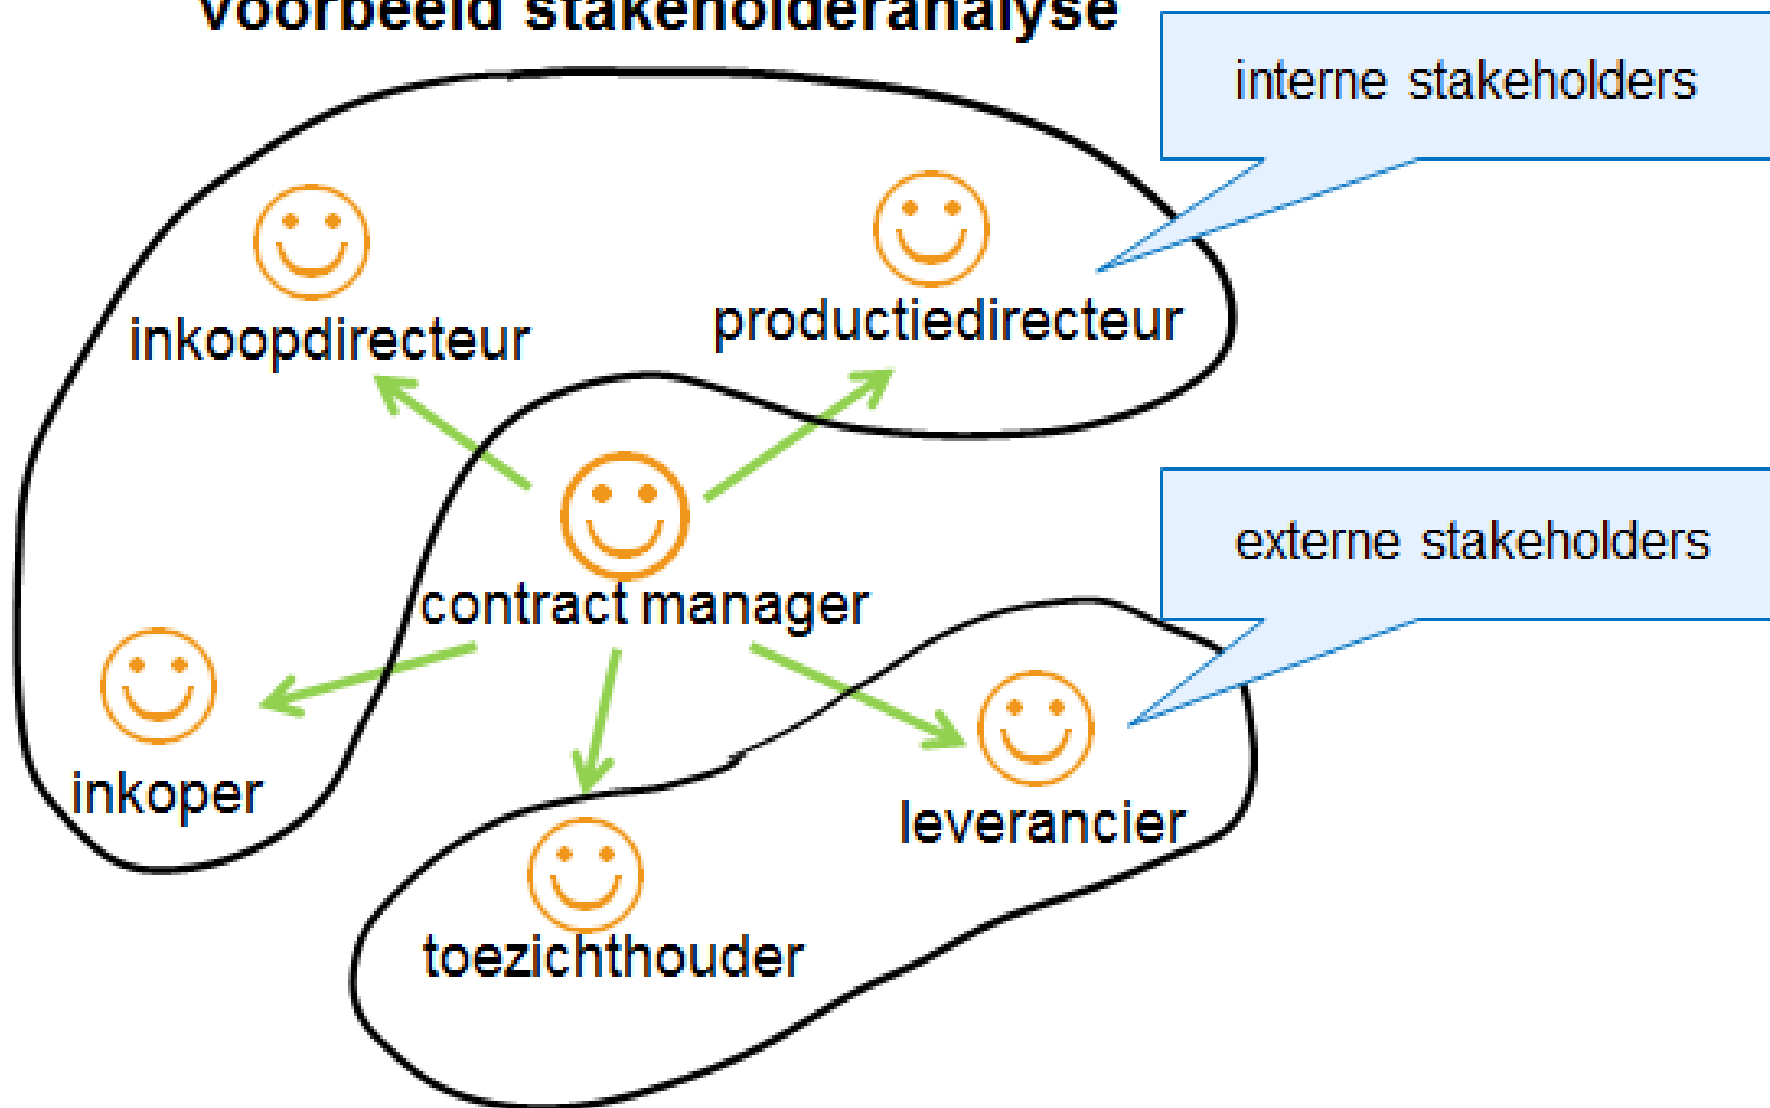 voorbeeld stakeholderanalyse
interne stakeholders
inkoopdirecteur
productiedirecteur
externe stakeholders
contract manager
inkoper
leverancier
toezichthouder